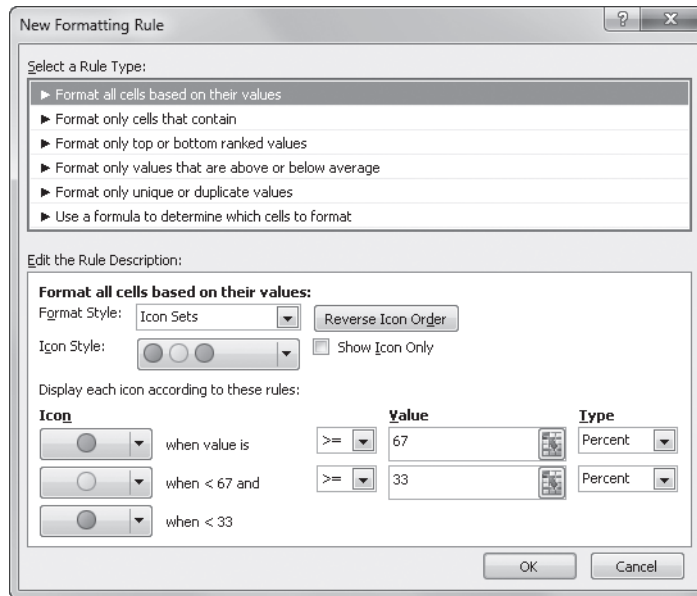 New Formatting Rule
Select a Rule Type:
► Format all cells based on their values
► Format only cells that contain
► Format only top or bottom ranked values
► Format only values that are above or below average
► Format only unique or duplicate values
► Use a formula to determine which cells to format
Edit the Rule Description:
Format all cells based on their values:
Format Style: Icon Sets Reverse Icon Order
Icon Style: Show Icon Only
Display each icon according to these rules:
Icon Value Type
when value is >= 67 Percent
when < 67 and >= 33 Percent
when < 33
OK Cancel